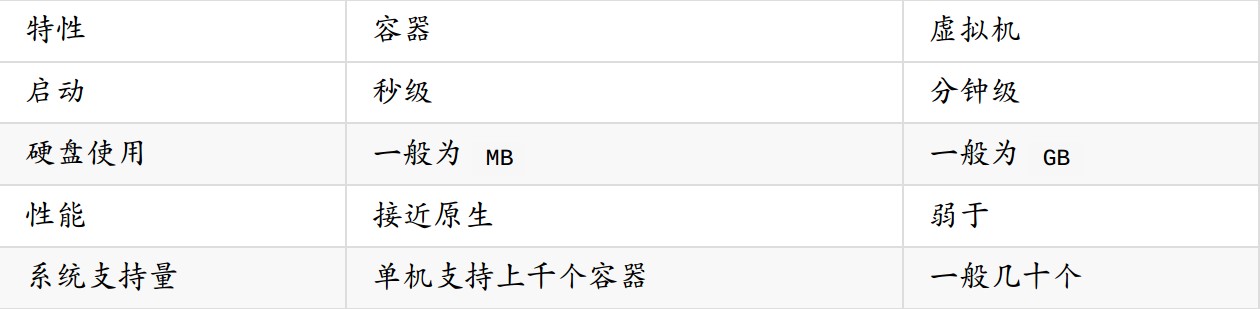 特性 容器 虚拟机
启动 秒级 分钟级
硬盘使用 一般为 MB 一般为 GB
性能 接近原生 弱于
系统支持量 单机支持上千个容器 一般几十个